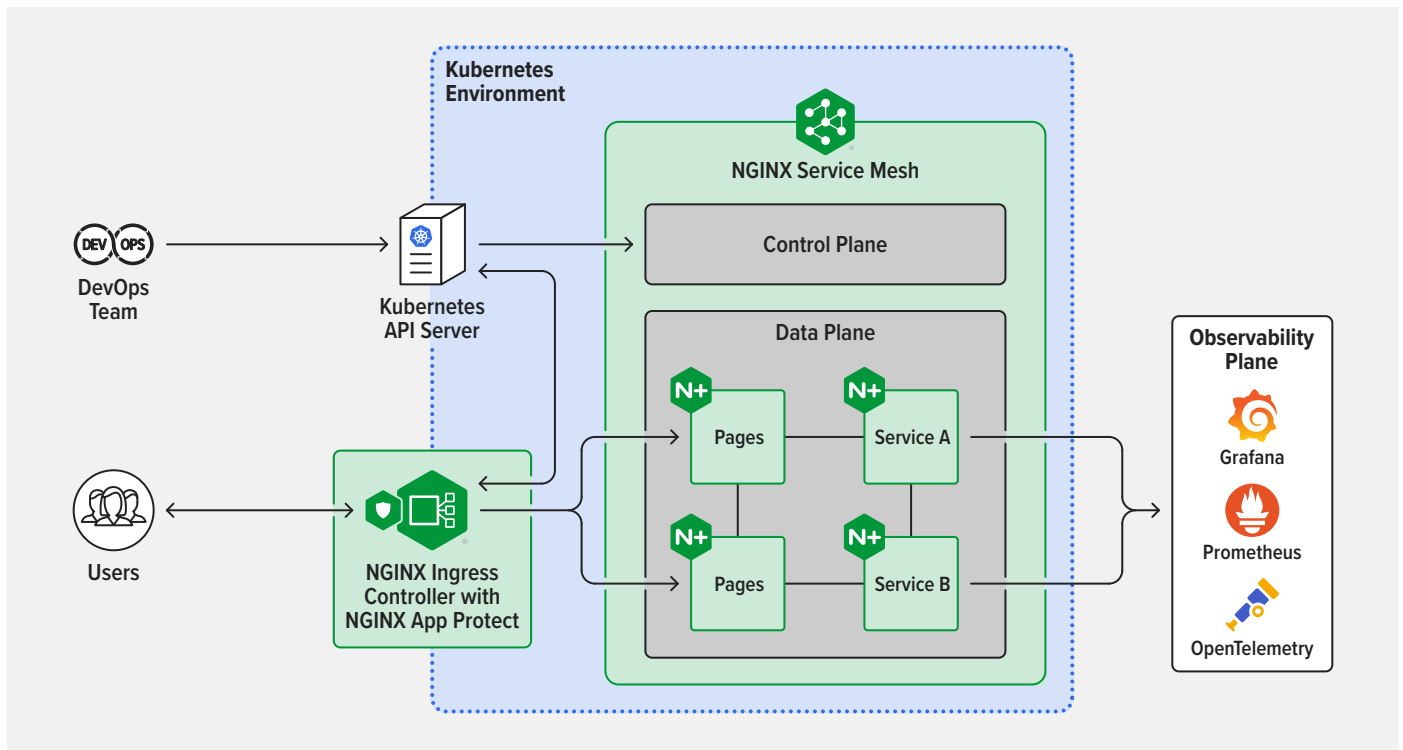 Kubernetes
Environment
NGINX Service Mesh
DEV OPS
DevOps
Team
Kubernetes
API Server
Control Plane
Data Plane
N+
Pages
N+
Service A
N+
Pages
N+
Service B
Users
NGINX Ingress
Controller with
NGINX App Protect
Observability
Plane
Grafana
Prometheus
OpenTelemetry